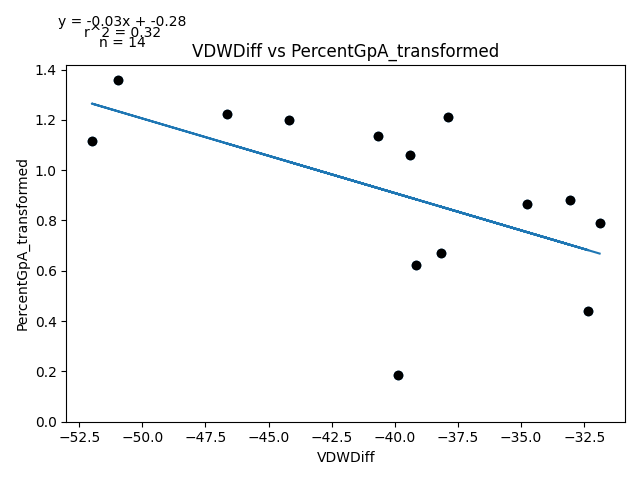 y = -0.03x + -0.28
r^2 = 0.32
n = 14
VDWDiff vs PercentGpA_transformed
1.4
1.2
1.0
0.8
0.6
0.4
0.2
0.0
PercentGpA_transformed
−52.5 −50.0 −47.5 −45.0 −42.5 −40.0 −37.5 −35.0 −32.5
VDWDiff